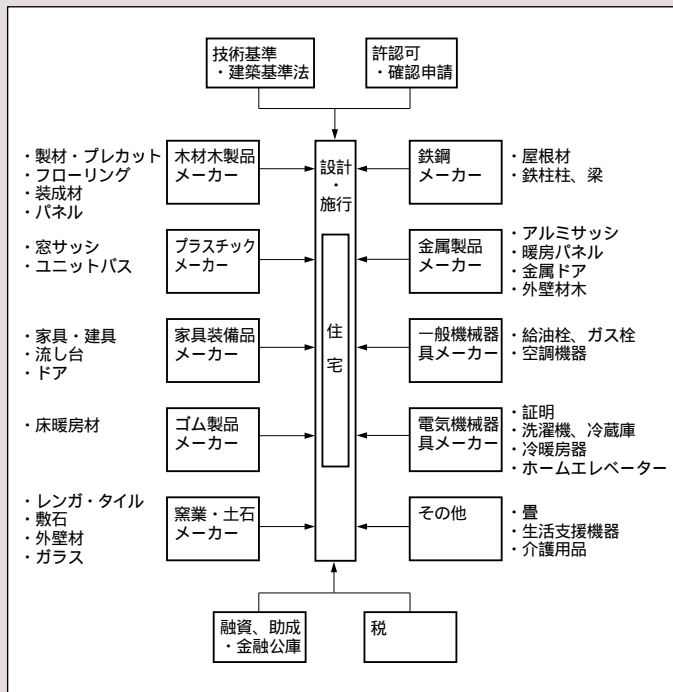 技術基準
・建築基準法
許認可
・確認申請
設計
・
施行
住
宅
・製材・プレカット
・フローリング
・装成材
・パネル
木材木製品
メーカー
鉄鋼
メーカー
・屋根材
・鉄柱柱、梁
・窓サッシ
・ユニットバス
プラスチック
メーカー
金属製品
メーカー
・アルミサッシ
・暖房パネル
・金属ドア
・外壁材木
・家具・建具
・流し台
・ドア
家具装備品
メーカー
一般機械器
具メーカー
・給油栓、ガス栓
・空調機器
・床暖房材
ゴム製品
メーカー
電気機械器
具メーカー
・証明
・洗濯機、冷蔵庫
・冷暖房器
・ホームエレベーター
・レンガ・タイル
・敷石
・外壁材
・ガラス
窯業・土石
メーカー
その他
・畳
・生活支援機器
・介護用品
融資、助成
・金融公庫
税